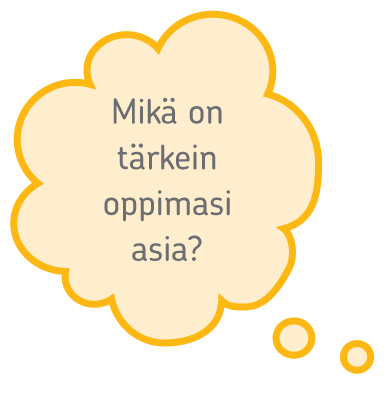 Mikä on
tärkein
oppimasi
asia?